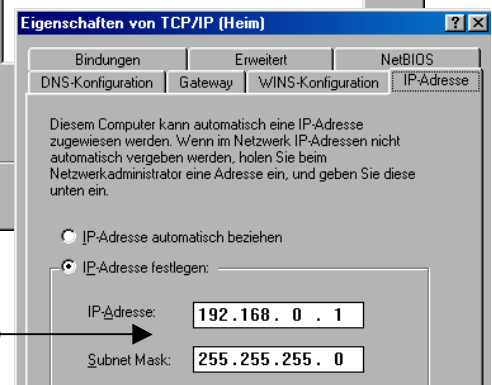 Eigenschaften von TCP/IP (Heim)
Bindungen Erweitert NetBIOS
DNS-Konfiguration Gateway WINS-Konfiguration IP-Adresse
Diesem Computer kann automatisch eine IP-Adresse
zugewiesen werden. Wenn im Netzwerk IP-Adressen nicht
automatisch vergeben werden, holen Sie beim
Netzwerkadministrator eine Adresse ein, und geben Sie diese
unten ein.
IP-Adresse automatisch beziehen
IP-Adresse festlegen:
IP-Adresse: 192.168. 0 . 1
Subnet Mask: 255.255.255. 0